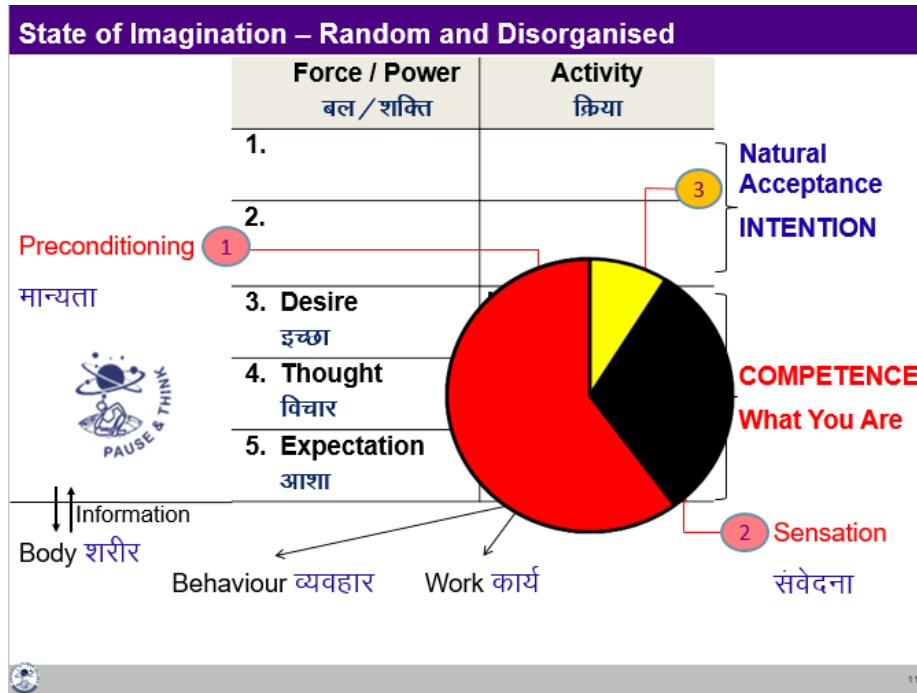 State of Imagination – Random and Disorganised
Force / Power
Activity
बल / शक्ति
क्रिया
1.
Natural
Acceptance
3
2.
INTENTION
Preconditioning 1
मान्यता
3. Desire
इच्छा
4. Thought
विचार
COMPETENCE
What You Are
5. Expectation
आशा
PAUSE & THINK
Information
Body शरीर
2 Sensation
संवेदना
Behaviour व्यवहार
Work कार्य